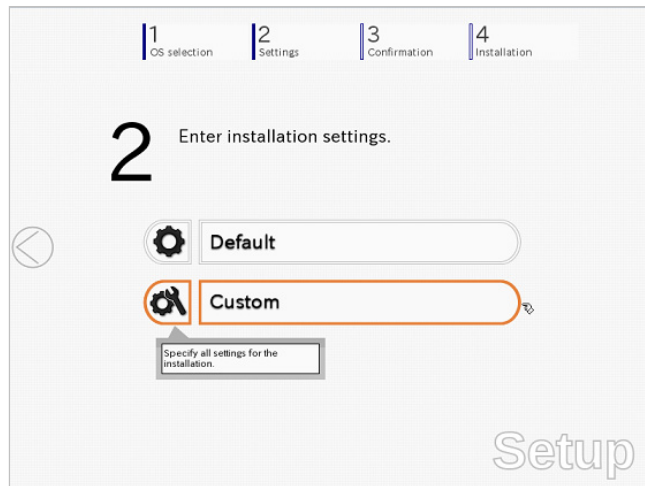 1
OS selection
2
Settings
3
Confirmation
4
Installation
2
Enter installation settings.
Default
Custom
Specify all settings for the
installation.
Setup